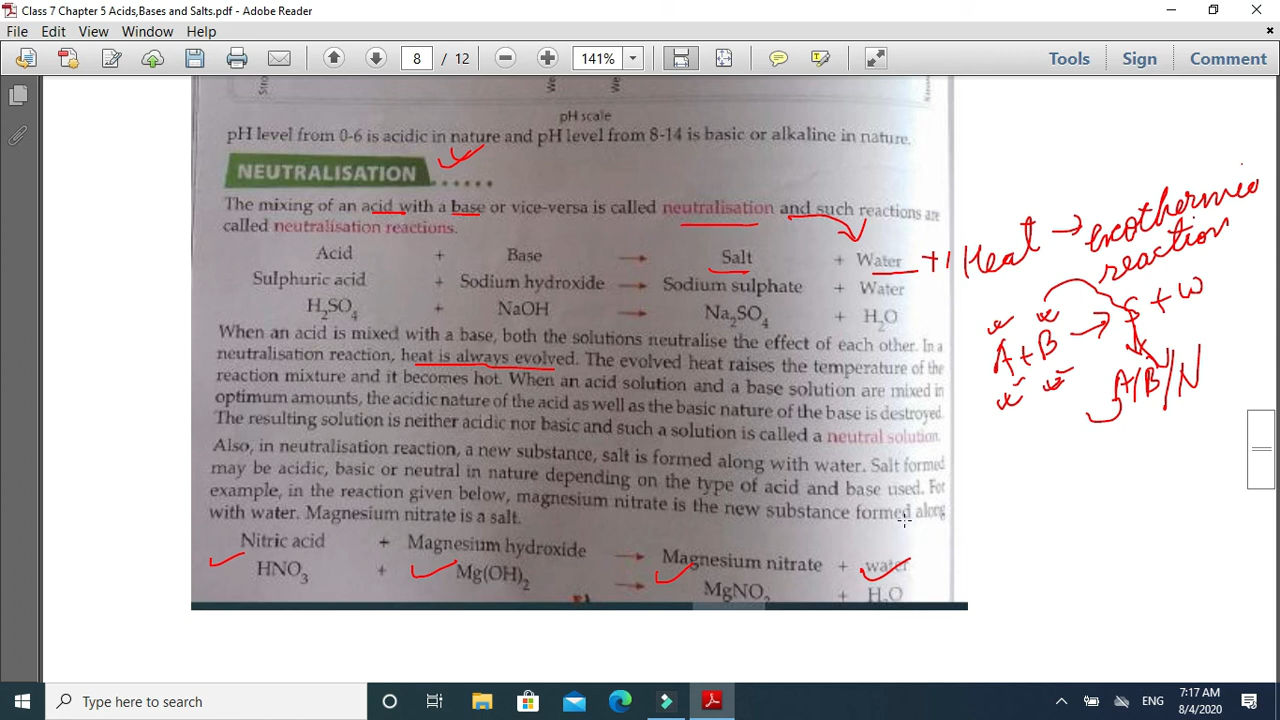 Class 7 Chapter 5 Acids,Bases and Salts.pdf - Adobe Reader
File Edit View Window Help
8 / 12 141% Tools Sign Comment
pH scale
pH level from 0-6 is acidic in nature and pH level from 8-14 is basic or alkaline in nature.
NEUTRALISATION
The mixing of an acid with a base or vice-versa is called neutralisation and such reactions are
called neutralisation reactions.
Acid + Base → Salt + Water + Heat → exothermic reaction
Sulphuric acid + Sodium hydroxide → Sodium sulphate + Water
H₂SO₄ + NaOH → Na₂SO₄ + H₂O
A + B → S + W
A/B/N
When an acid is mixed with a base, both the solutions neutralise the effect of each other. In a
neutralisation reaction, heat is always evolved. The evolved heat raises the temperature of the
reaction mixture and it becomes hot. When an acid solution and a base solution are mixed in
optimum amounts, the acidic nature of the acid as well as the basic nature of the base is destroyed.
The resulting solution is neither acidic nor basic and such a solution is called a neutral solution.
Also, in neutralisation reaction, a new substance, salt is formed along with water. Salt formed
may be acidic, basic or neutral in nature depending on the type of acid and base used. For
example, in the reaction given below, magnesium nitrate is the new substance formed along
with water. Magnesium nitrate is a salt.
Nitric acid + Magnesium hydroxide → Magnesium nitrate + water
HNO₃ + Mg(OH)₂ → MgNO₃ + H₂O
Type here to search
ENG
7:17 AM
8/4/2020